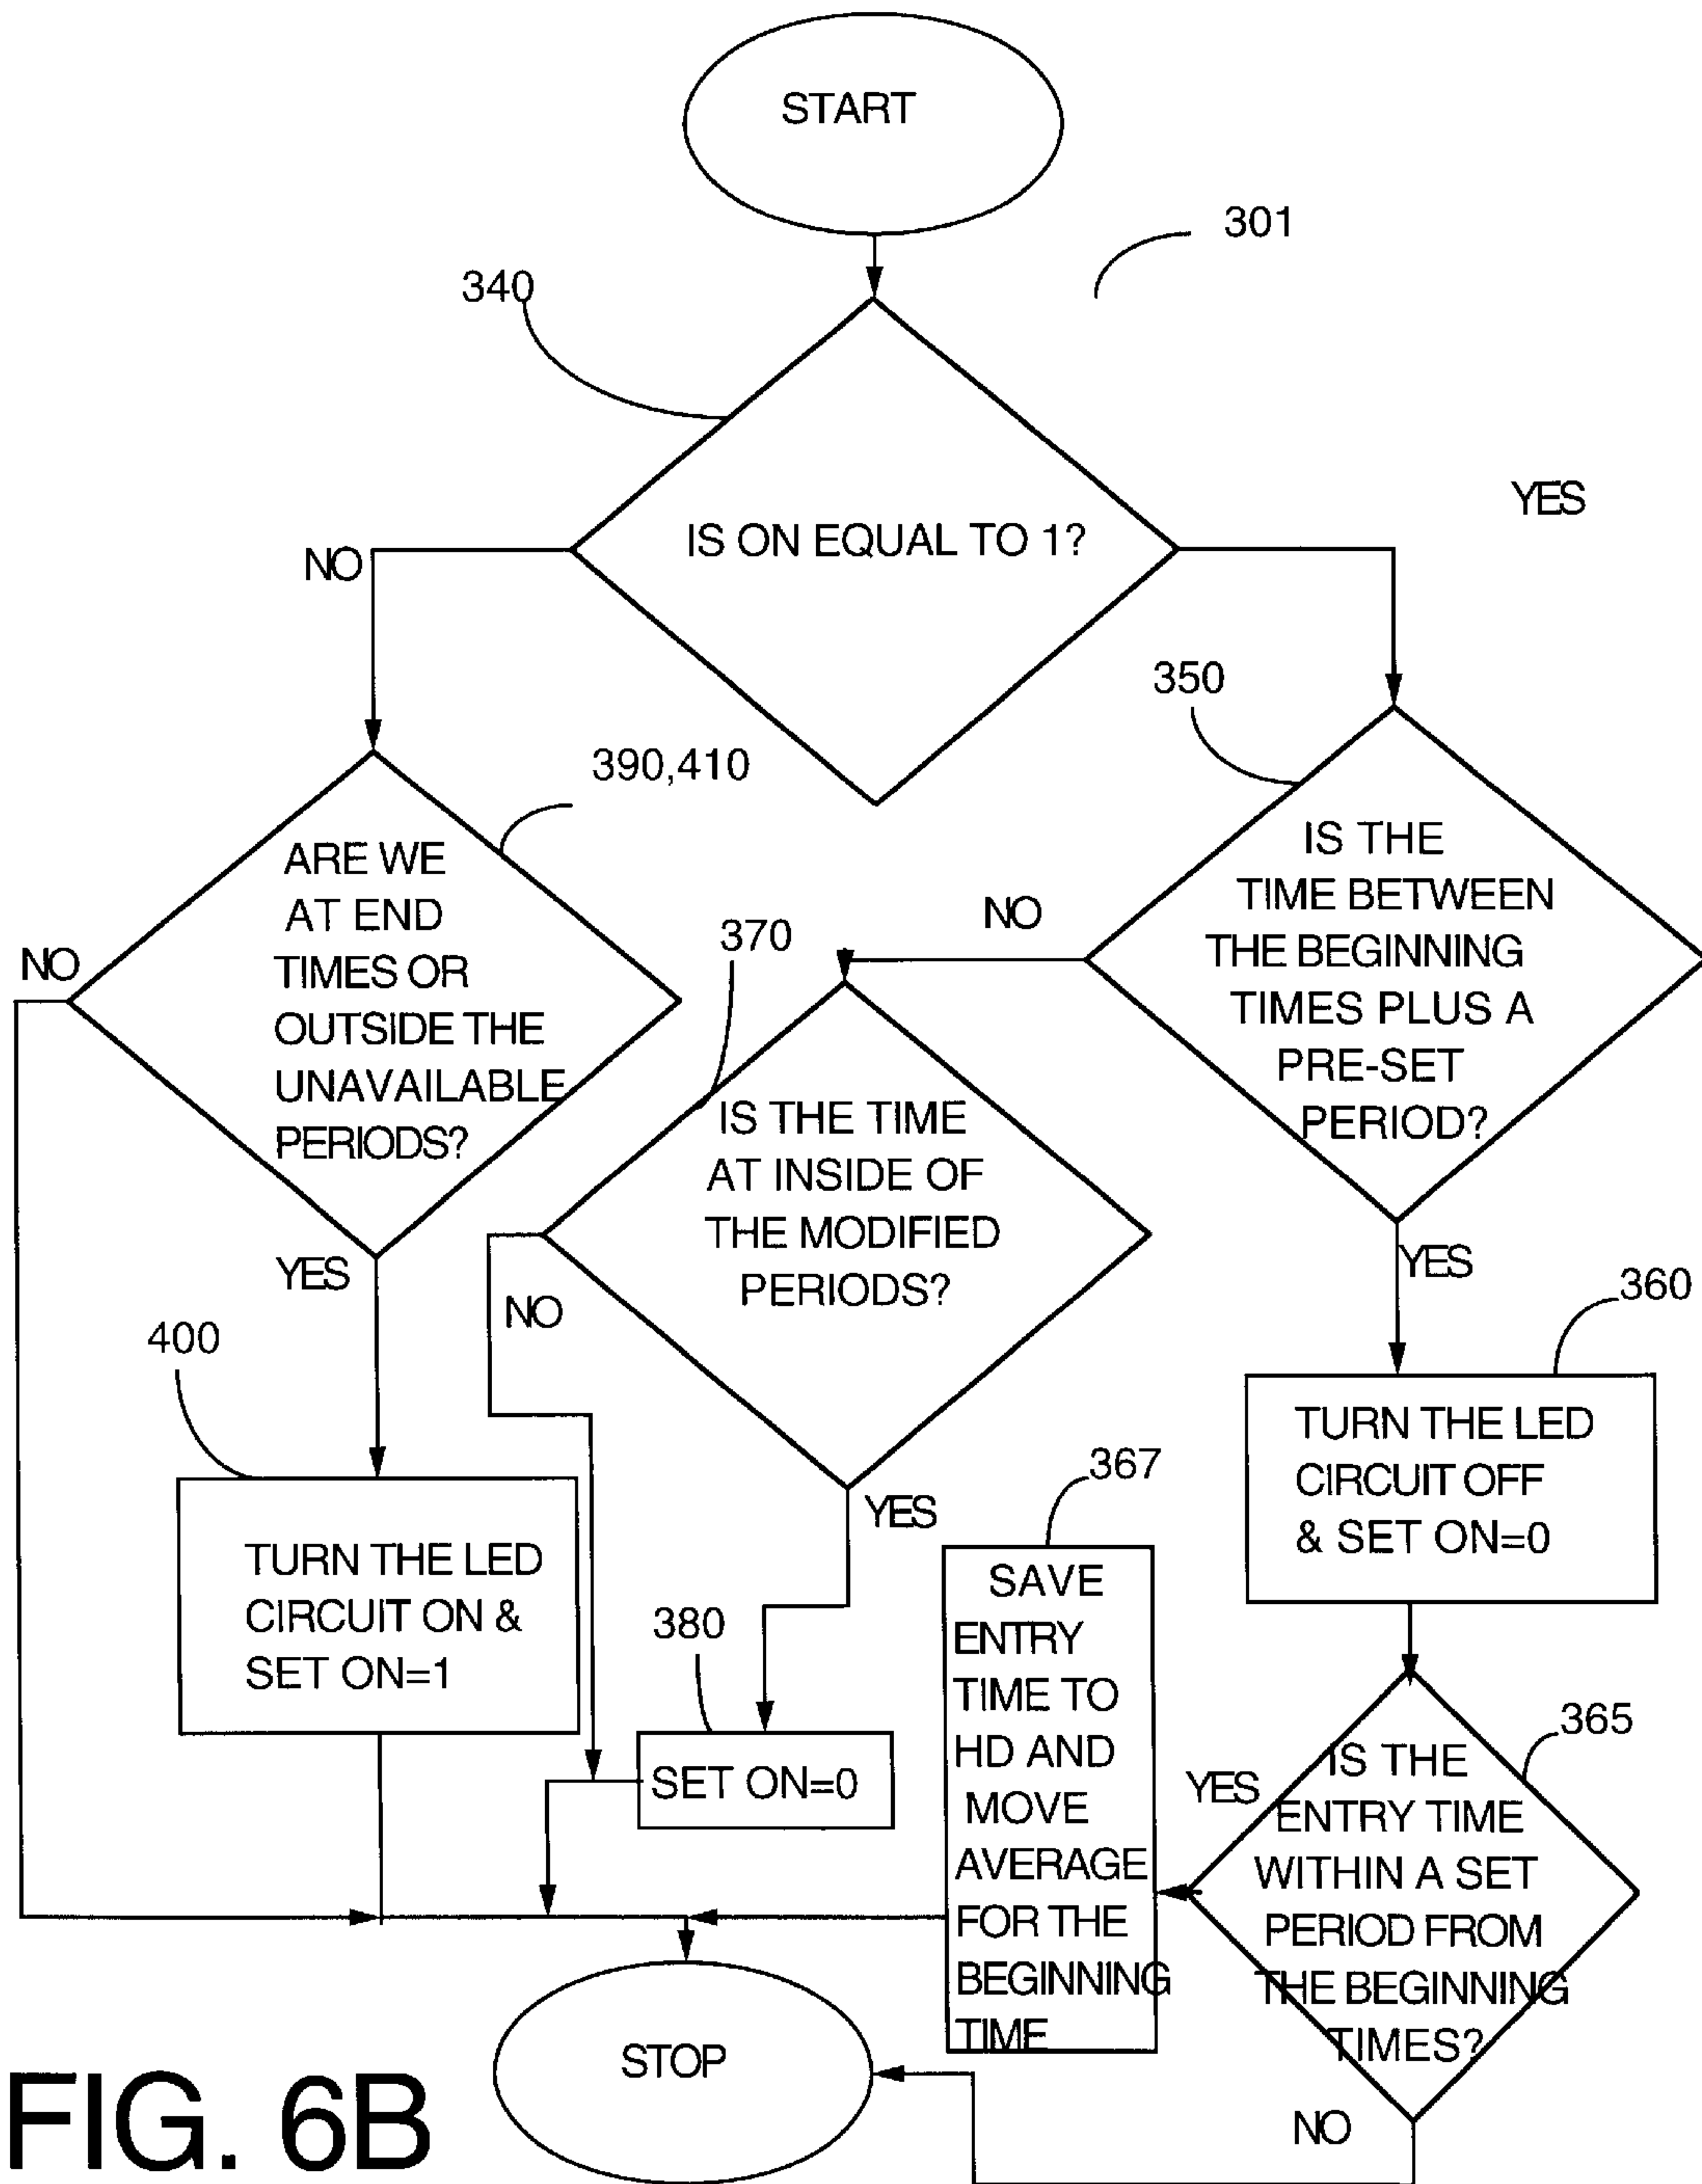 START
301
340
IS ON EQUAL TO 1?
YES
NO
350
390,410
ARE WE
AT END
TIMES OR
OUTSIDE THE
UNAVAILABLE
PERIODS?
NO
IS THE
TIME BETWEEN
THE BEGINNING
TIMES PLUS A
PRE-SET
PERIOD?
NO
370
IS THE TIME
AT INSIDE OF
THE MODIFIED
PERIODS?
YES
NO
YES
360
400
TURN THE LED
CIRCUIT OFF
& SET ON=0
367
YES
TURN THE LED
CIRCUIT ON &
SET ON=1
SAVE
ENTRY
TIME TO
HD AND
MOVE
AVERAGE
FOR THE
BEGINNING
TIME
380
SET ON=0
365
IS THE
ENTRY TIME
WITHIN A SET
PERIOD FROM
THE BEGINNING
TIMES?
YES
STOP
NO
FIG. 6B